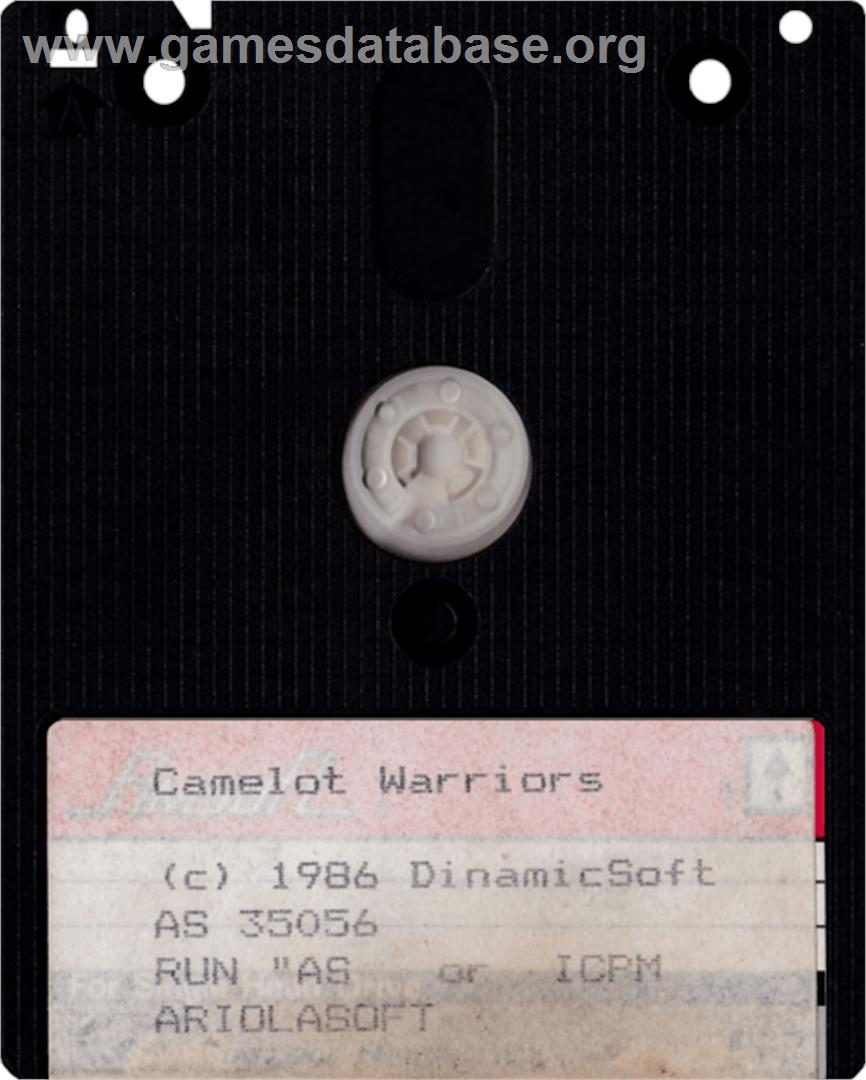 www.gamesdatabase.org
Camelot Warriors
(c) 1986 DinamicSoft
AS 35056
RUN "AS or ICPM
ARIOLASOFT